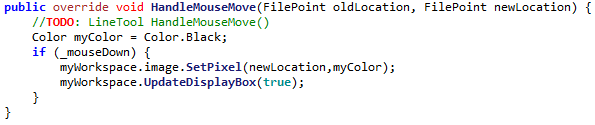 public override void HandleMouseMove(FilePoint oldLocation, FilePoint newLocation) {
    //TODO: LineTool HandleMouseMove()
    Color myColor = Color.Black;
    if (_mouseDown) {
        myWorkspace.image.SetPixel(newLocation,myColor);
        myWorkspace.UpdateDisplayBox(true);
    }
}